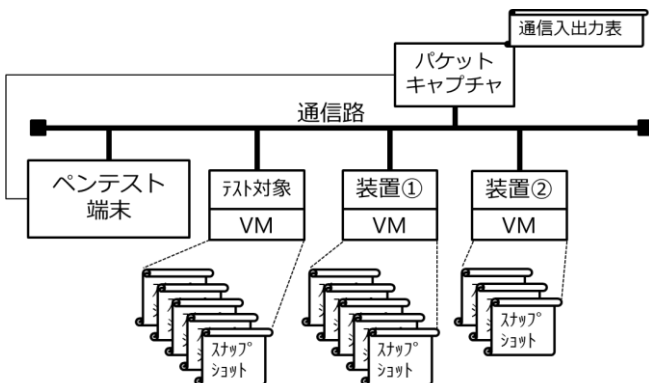 通信入出力表
パケット
キャプチャ
通信路
ペンテスト
端末
ﾃｽﾄ対象
VM
装置①
VM
装置②
VM
ｽﾅｯﾌﾟ
ｼｮｯﾄ
ｽﾅｯﾌﾟ
ｼｮｯﾄ
ｽﾅｯﾌﾟ
ｼｮｯﾄ